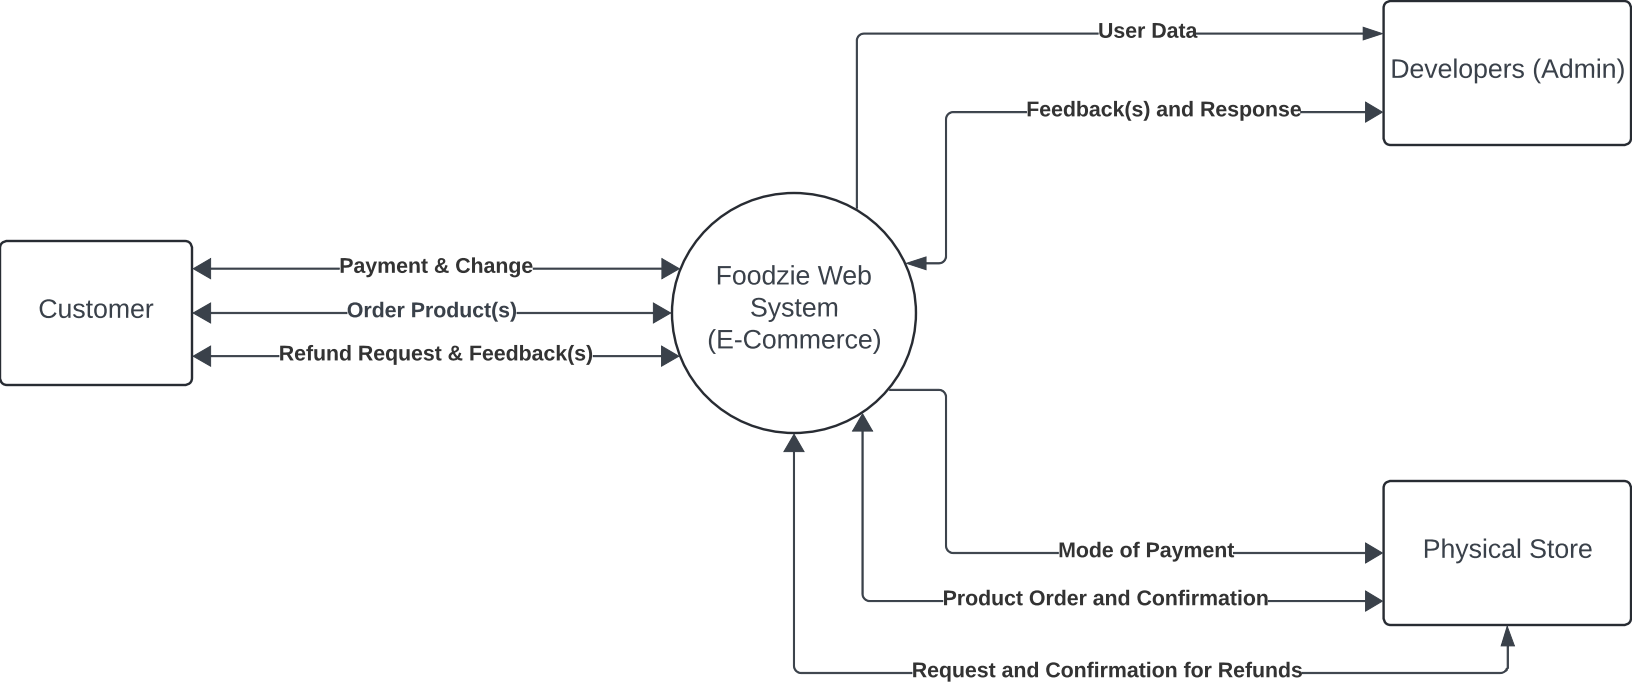 User Data
Developers (Admin)
Feedback(s) and Response
Payment & Change
Customer
Order Product(s)
Refund Request & Feedback(s)
Foodzie Web
System
(E-Commerce)
Mode of Payment
Physical Store
Product Order and Confirmation
Request and Confirmation for Refunds